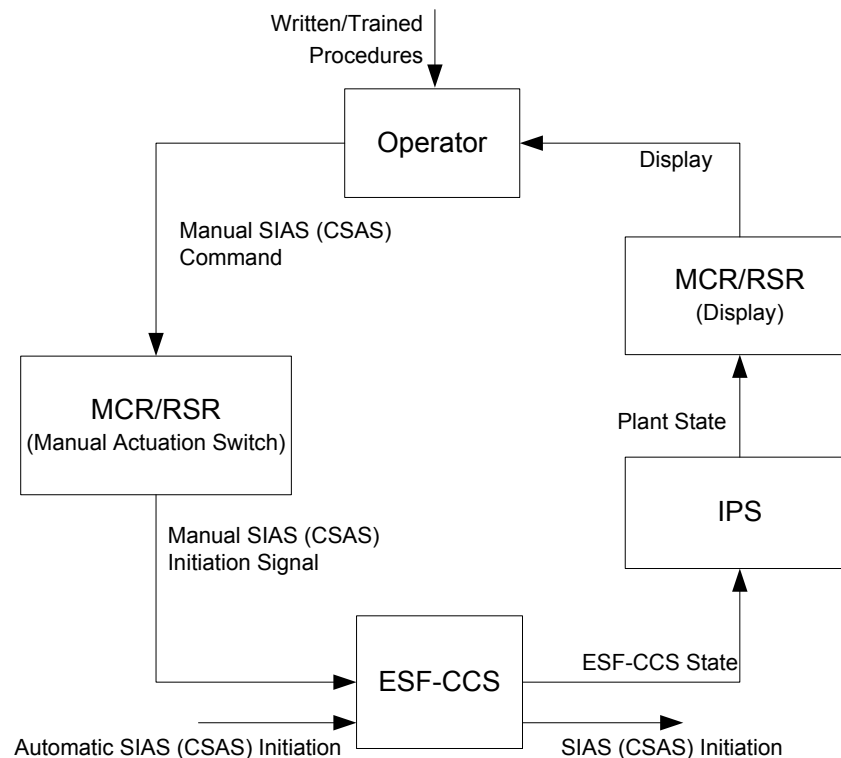 Written/Trained
Procedures
Operator
Display
Manual SIAS (CSAS)
Command
MCR/RSR
(Display)
MCR/RSR
(Manual Actuation Switch)
Plant State
IPS
Manual SIAS (CSAS)
Initiation Signal
ESF-CCS
ESF-CCS State
Automatic SIAS (CSAS) Initiation
SIAS (CSAS) Initiation